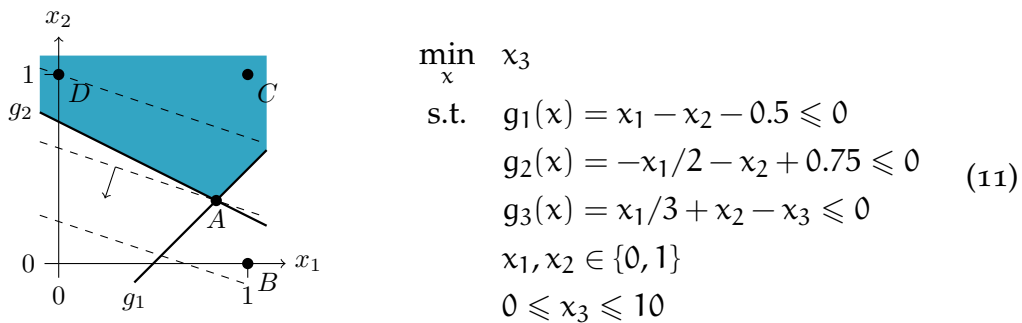 x₂
1
D
C
g₂
A
0
x₁
B
0
1
g₁
min x₃
x
s.t. g₁(x) = x₁ − x₂ − 0.5 ⩽ 0
g₂(x) = −x₁/2 − x₂ + 0.75 ⩽ 0
g₃(x) = x₁/3 + x₂ − x₃ ⩽ 0
(11)
x₁, x₂ ∈ {0, 1}
0 ⩽ x₃ ⩽ 10